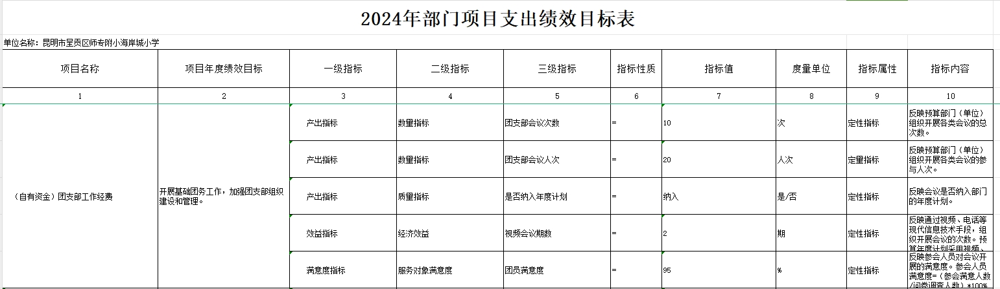 2024年部门项目支出绩效目标表
单位名称：昆明市呈贡区师专附小海岸城小学
项目名称 项目年度绩效目标 一级指标 二级指标 三级指标 指标性质 指标值 度量单位 指标属性 指标内容
1 2 3 4 5 6 7 8 9 10
（自有资金）团支部工作经费
开展基础团务工作，加强团支部组织
建设和管理。
产出指标 数量指标 团支部会议次数 = 10 次 定性指标
反映预算部门（单位）
组织开展各类会议的总
次数。
产出指标 数量指标 团支部会议人次 = 20 人次 定量指标
反映预算部门（单位）
组织开展各类会议的参
与人次。
产出指标 质量指标 是否纳入年度计划 = 纳入 是/否 定性指标
反映会议是否纳入部门
的年度计划。
效益指标 经济效益 视频会议期数 = 2 期 定性指标
反映通过视频、电话等
现代信息技术手段，组
织开展会议的次数。预
算年度计划采用视频、
满意度指标 服务对象满意度 团员满意度 = 95 % 定性指标
反映参会人员对会议开
展的满意度。参会人员
满意度=（参会满意人数
/问卷调查人数）*100%